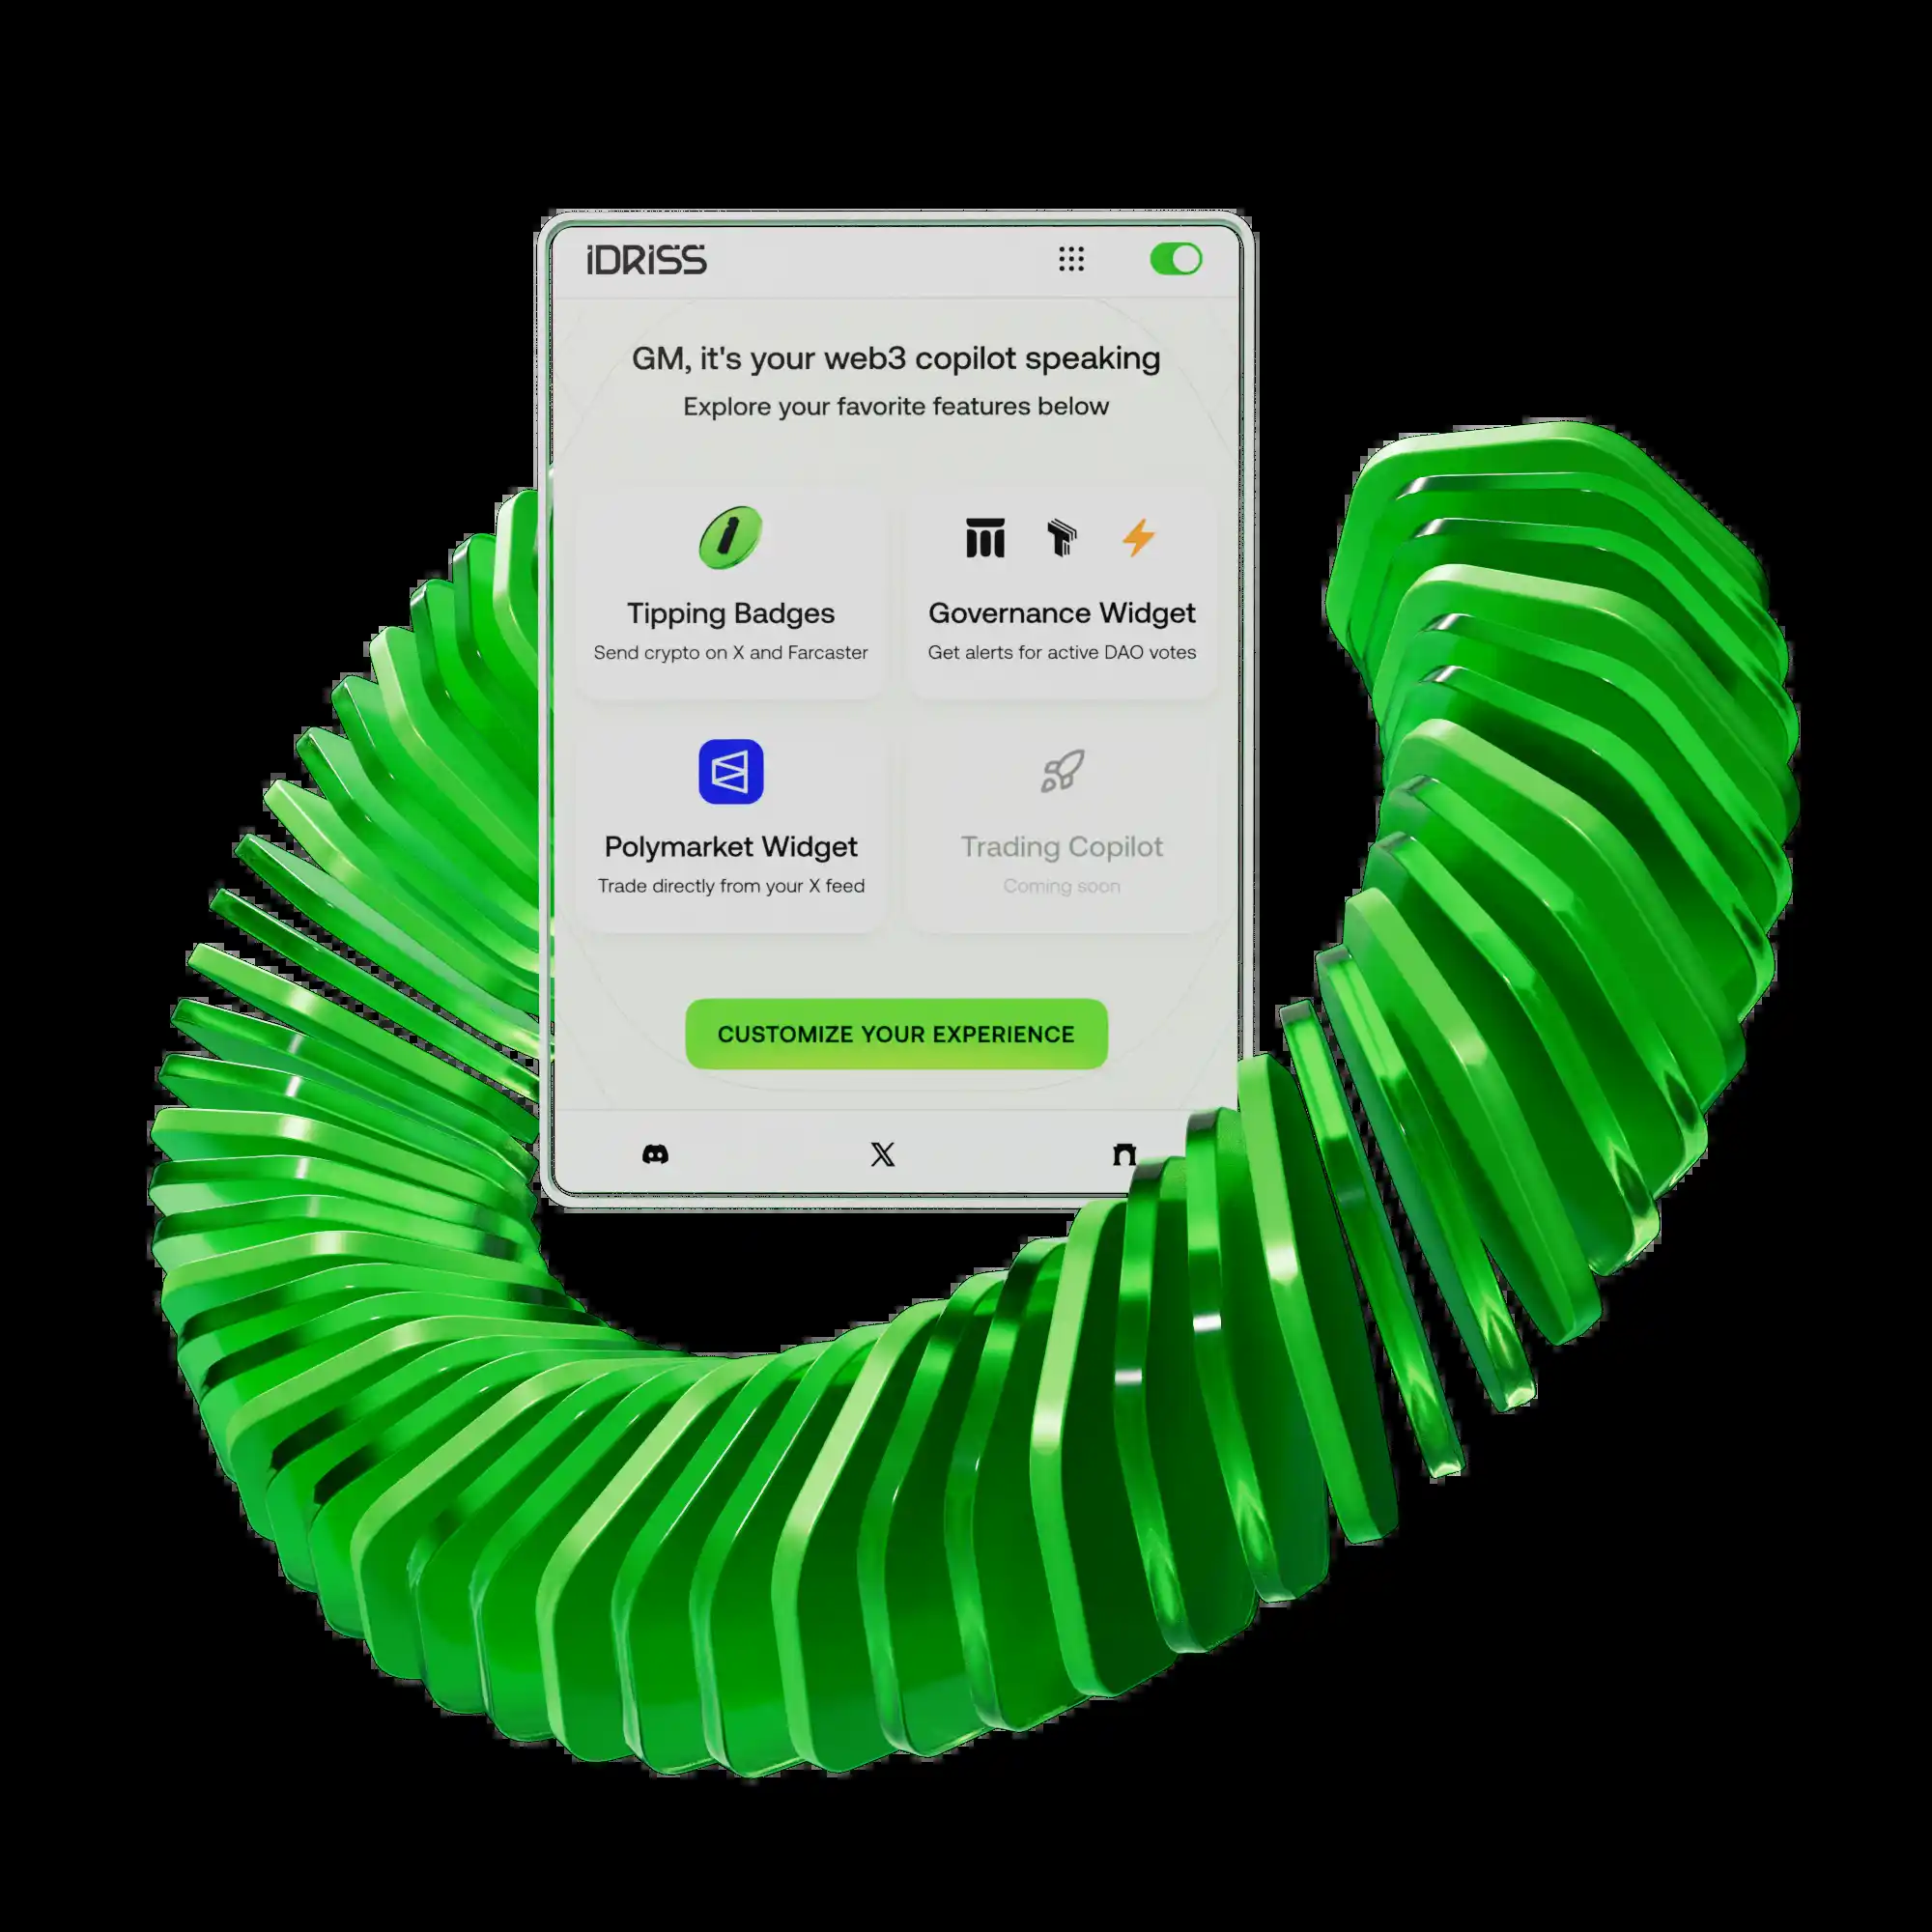 iDRiSS
GM, it's your web3 copilot speaking
Explore your favorite features below
Tipping Badges
Send crypto on X and Farcaster
Governance Widget
Get alerts for active DAO votes
Polymarket Widget
Trade directly from your X feed
Trading Copilot
Coming soon
CUSTOMIZE YOUR EXPERIENCE